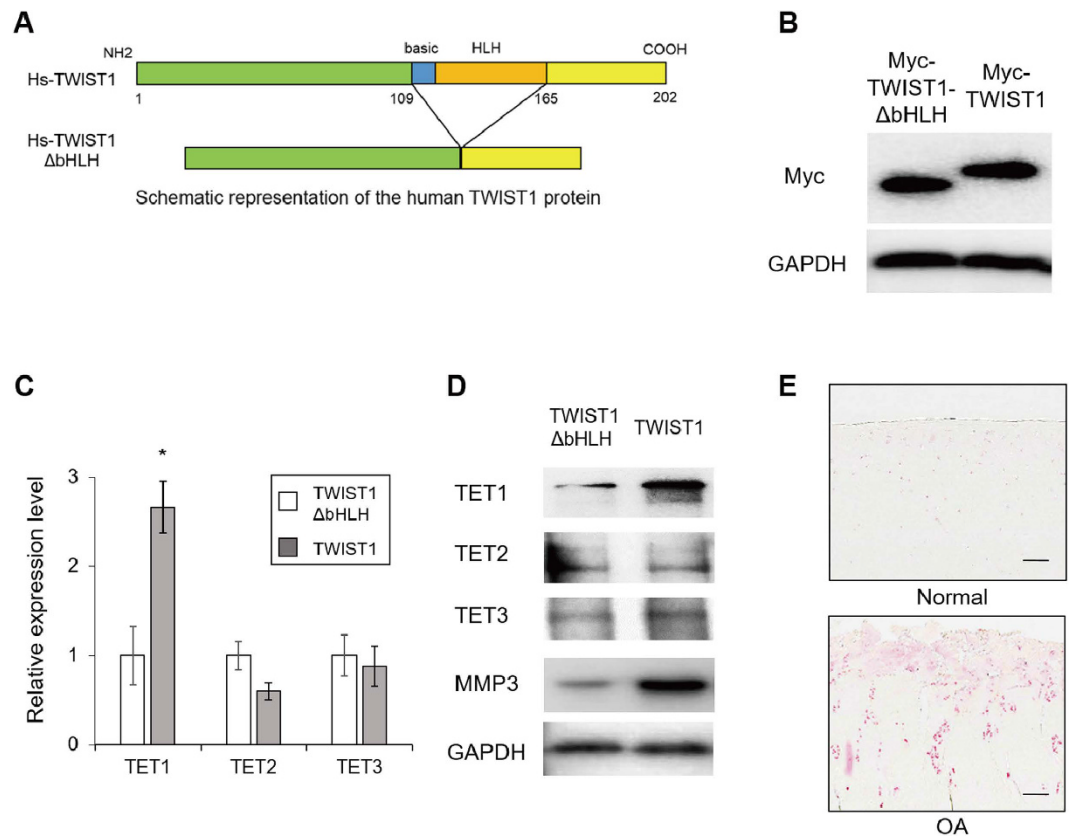 A
NH2
basic
HLH
COOH
Hs-TWIST1
1
109
165
202
Hs-TWIST1
ΔbHLH
Schematic representation of the human TWIST1 protein
B
Myc-
TWIST1-
ΔbHLH
Myc-
TWIST1
Myc
GAPDH
C
Relative expression level
3
2
1
0
*
TWIST1
ΔbHLH
TWIST1
TET1
TET2
TET3
D
TWIST1
ΔbHLH
TWIST1
TET1
TET2
TET3
MMP3
GAPDH
E
Normal
OA